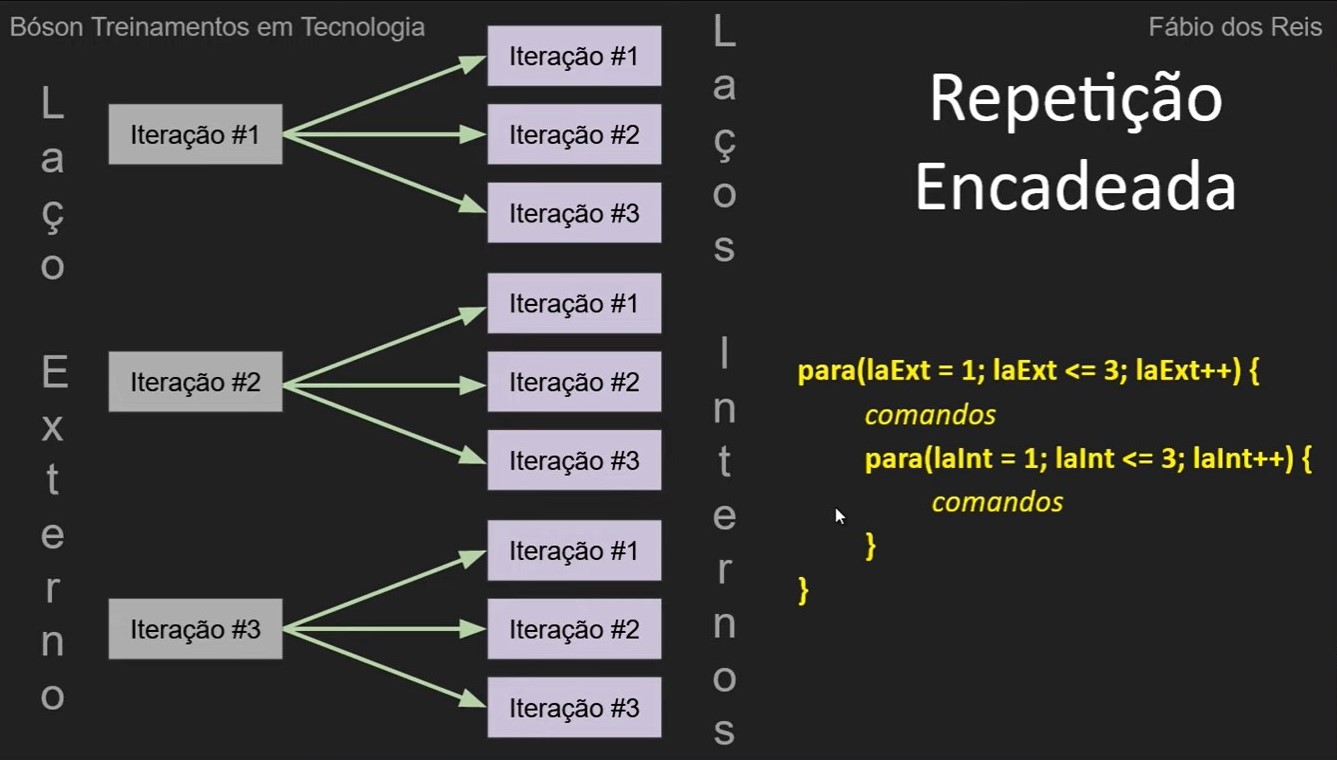 Bóson Treinamentos em Tecnologia
Fábio dos Reis
Laço Externo
Iteração #1
Iteração #1
Iteração #2
Iteração #3
Iteração #2
Iteração #1
Iteração #2
Iteração #3
Iteração #3
Iteração #1
Iteração #2
Iteração #3
Laços Internos
Repetição
Encadeada
para(laExt = 1; laExt <= 3; laExt++) {
comandos
para(laInt = 1; laInt <= 3; laInt++) {
comandos
}
}